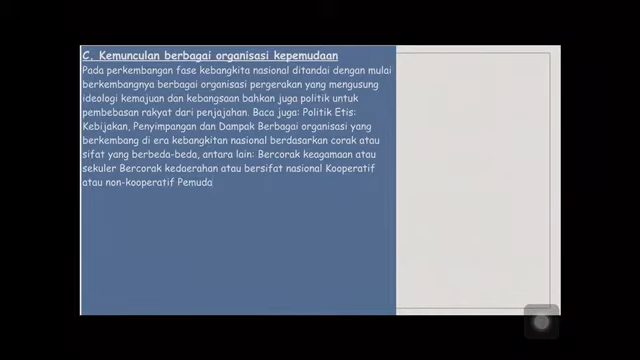 C. Kemunculan berbagai organisasi kepemudaan
Pada perkembangan fase kebangkita nasional ditandai dengan mulai
berkembangnya berbagai organisasi pergerakan yang mengusung
ideologi kemajuan dan kebangsaan bahkan juga politik untuk
pembebasan rakyat dari penjajahan. Baca juga: Politik Etis:
Kebijakan, Penyimpangan dan Dampak Berbagai organisasi yang
berkembang di era kebangkitan nasional berdasarkan corak atau
sifat yang berbeda-beda, antara lain: Bercorak keagamaan atau
sekuler Bercorak kedaerahan atau bersifat nasional Kooperatif
atau non-kooperatif Pemuda